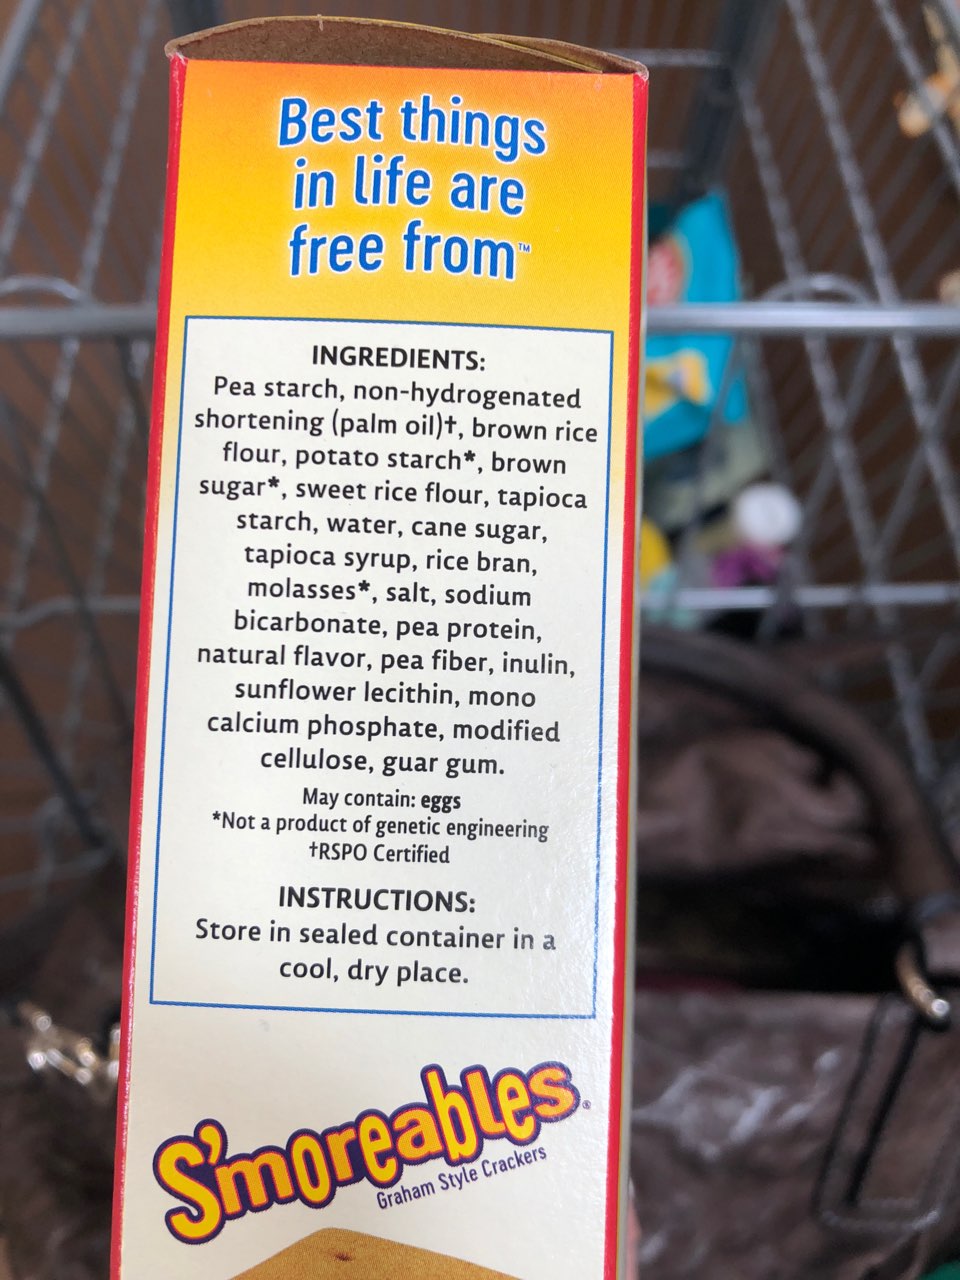 Best things
in life are
free from™
INGREDIENTS:
Pea starch, non-hydrogenated
shortening (palm oil)†, brown rice
flour, potato starch*, brown
sugar*, sweet rice flour, tapioca
starch, water, cane sugar,
tapioca syrup, rice bran,
molasses*, salt, sodium
bicarbonate, pea protein,
natural flavor, pea fiber, inulin,
sunflower lecithin, mono
calcium phosphate, modified
cellulose, guar gum.
May contain: eggs
*Not a product of genetic engineering
†RSPO Certified
INSTRUCTIONS:
Store in sealed container in a
cool, dry place.
S'moreables®
Graham Style Crackers